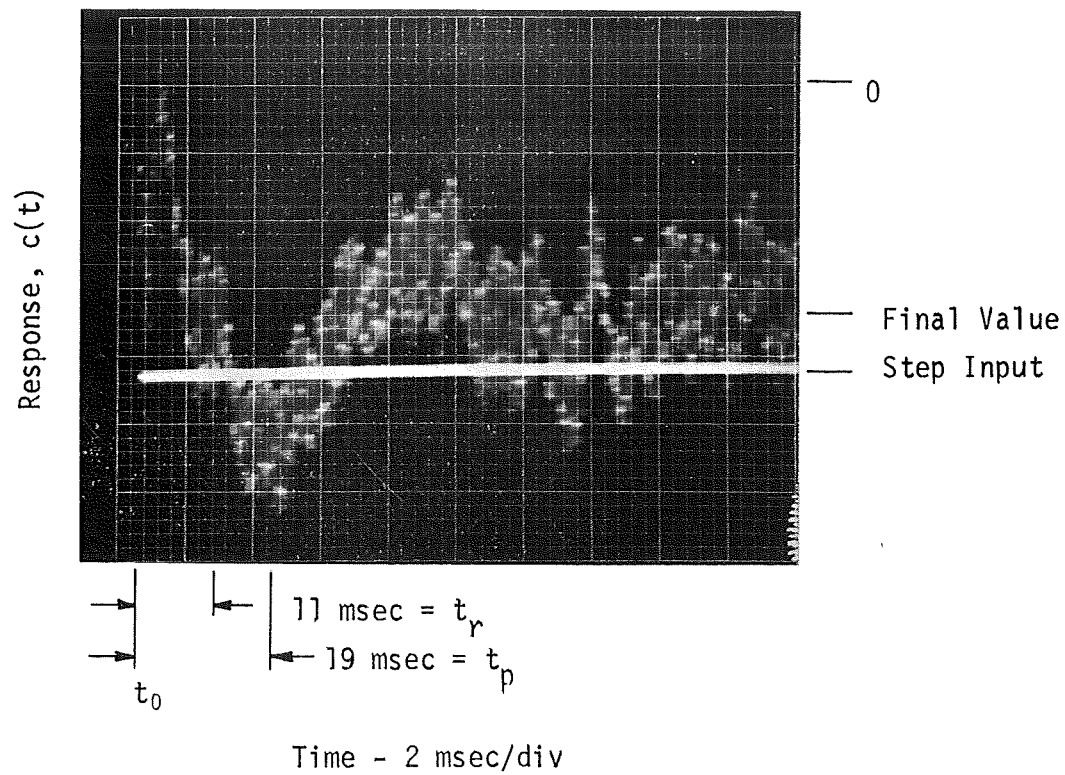 0
Response, c(t)
Final Value
Step Input
11 msec = t_r
19 msec = t_p
t_0
Time - 2 msec/div